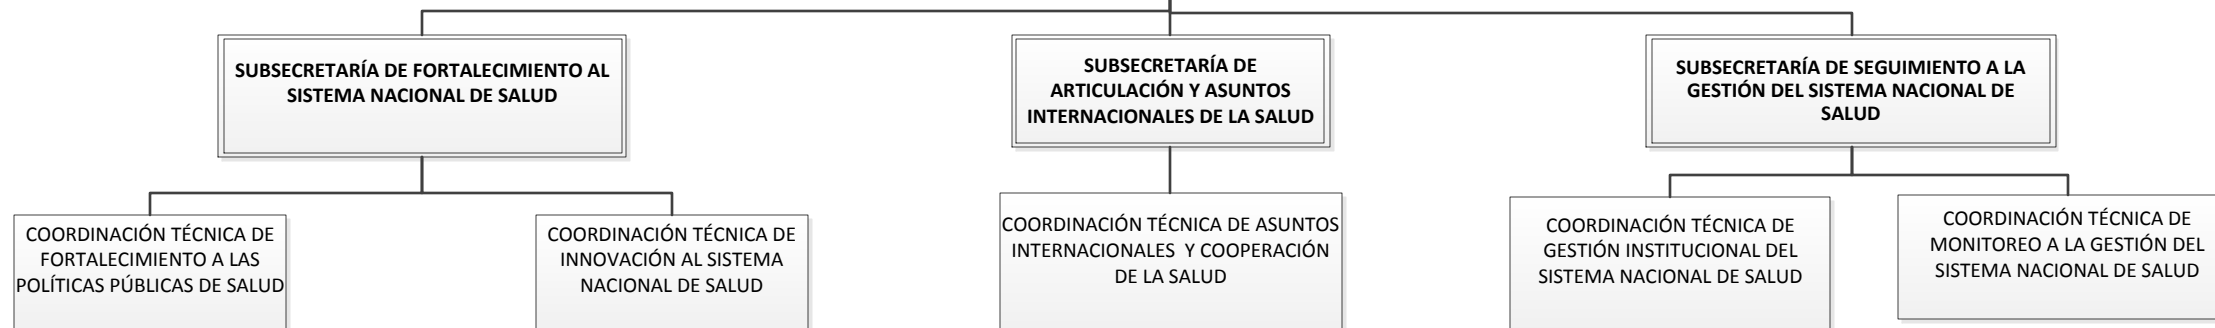 SUBSECRETARÍA DE FORTALECIMIENTO AL
SISTEMA NACIONAL DE SALUD
SUBSECRETARÍA DE
ARTICULACIÓN Y ASUNTOS
INTERNACIONALES DE LA SALUD
SUBSECRETARÍA DE SEGUIMIENTO A LA
GESTIÓN DEL SISTEMA NACIONAL DE
SALUD
COORDINACIÓN TÉCNICA DE
FORTALECIMIENTO A LAS
POLÍTICAS PÚBLICAS DE SALUD
COORDINACIÓN TÉCNICA DE
INNOVACIÓN AL SISTEMA
NACIONAL DE SALUD
COORDINACIÓN TÉCNICA DE ASUNTOS
INTERNACIONALES Y COOPERACIÓN
DE LA SALUD
COORDINACIÓN TÉCNICA DE
GESTIÓN INSTITUCIONAL DEL
SISTEMA NACIONAL DE SALUD
COORDINACIÓN TÉCNICA DE
MONITOREO A LA GESTIÓN DEL
SISTEMA NACIONAL DE SALUD